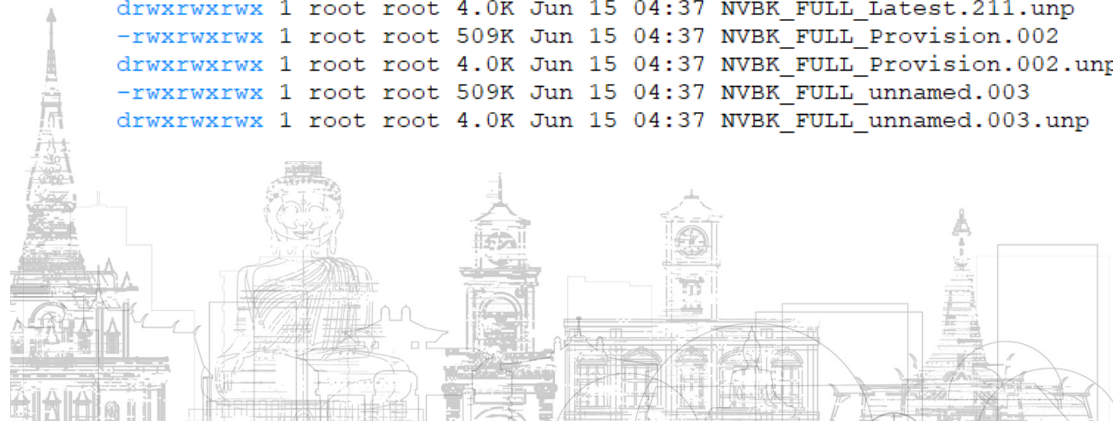 drwxrwxrwx 1 root root 4.0K Jun 15 04:37 NVBK_FULL_Latest.211.unp
-rwxrwxrwx 1 root root 509K Jun 15 04:37 NVBK_FULL_Provision.002
drwxrwxrwx 1 root root 4.0K Jun 15 04:37 NVBK_FULL_Provision.002.unp
-rwxrwxrwx 1 root root 509K Jun 15 04:37 NVBK_FULL_unnamed.003
drwxrwxrwx 1 root root 4.0K Jun 15 04:37 NVBK_FULL_unnamed.003.unp